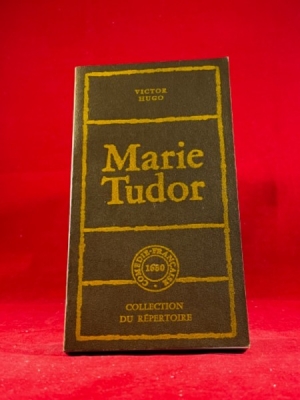 VICTOR
HUGO
Marie
Tudor
COMÉDIE-FRANÇAISE
1680
COLLECTION
DU RÉPERTOIRE